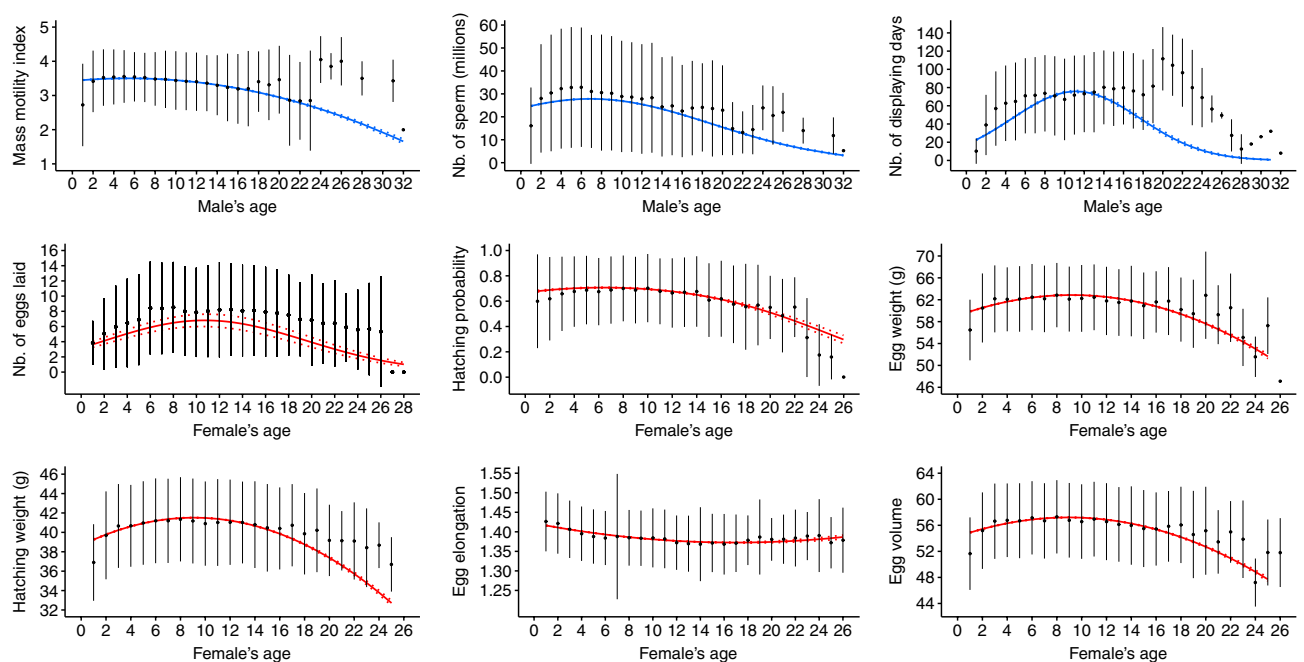 Mass motility index
5
4
3
2
1
0 2 4 6 8 10 12 14 16 18 20 22 24 26 28 30 32
Male's age
Nb. of sperm (millions)
60
50
40
30
20
10
0
0 2 4 6 8 10 12 14 16 18 20 22 24 26 28 30 32
Male's age
Nb. of displaying days
140
120
100
80
60
40
20
0
0 2 4 6 8 10 12 14 16 18 20 22 24 26 28 30 32
Male's age
Nb. of eggs laid
16
14
12
10
8
6
4
2
0
0 2 4 6 8 10 12 14 16 18 20 22 24 26 28
Female's age
Hatching probability
1.0
0.8
0.6
0.4
0.2
0.0
0 2 4 6 8 10 12 14 16 18 20 22 24 26
Female's age
Egg weight (g)
70
66
62
58
54
50
46
0 2 4 6 8 10 12 14 16 18 20 22 24 26
Female's age
Hatching weight (g)
46
44
42
40
38
36
34
32
0 2 4 6 8 10 12 14 16 18 20 22 24 26
Female's age
Egg elongation
1.55
1.50
1.45
1.40
1.35
1.30
1.25
0 2 4 6 8 10 12 14 16 18 20 22 24 26
Female's age
Egg volume
64
60
56
52
48
44
0 2 4 6 8 10 12 14 16 18 20 22 24 26
Female's age